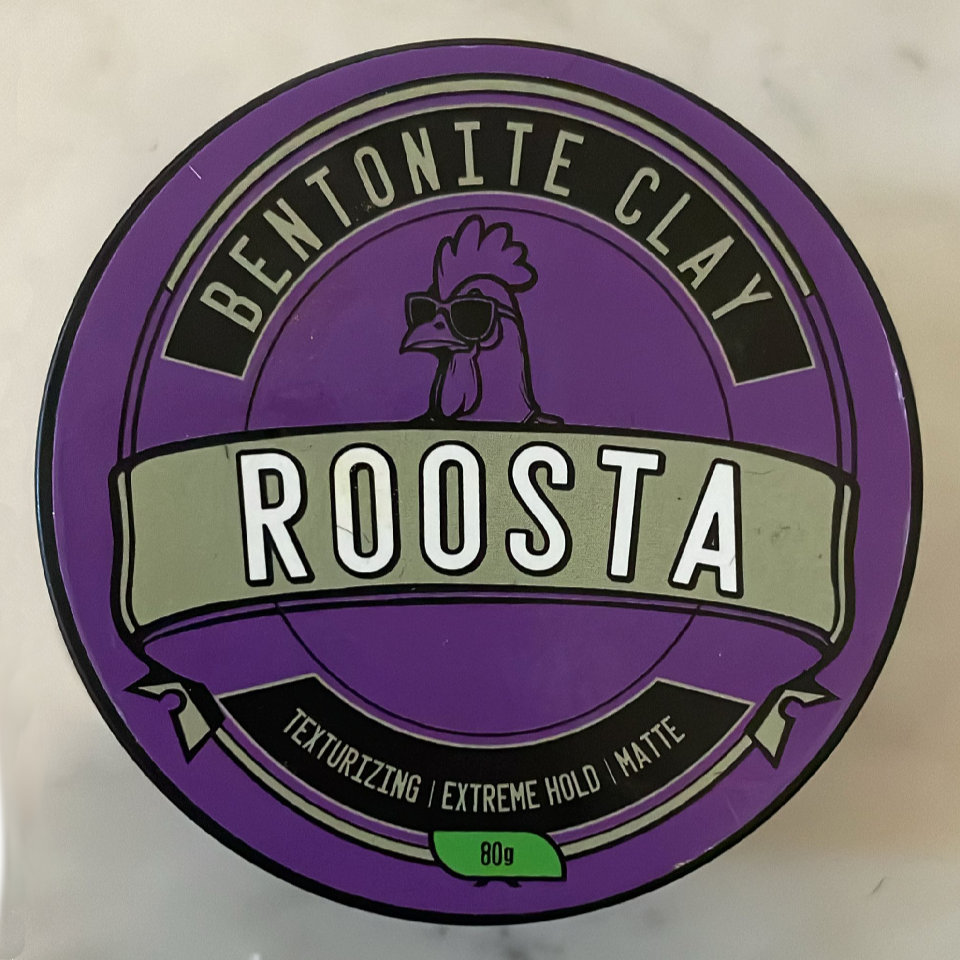 BENTONITE CLAY
ROOSTA
TEXTURIZING | EXTREME HOLD | MATTE
80g